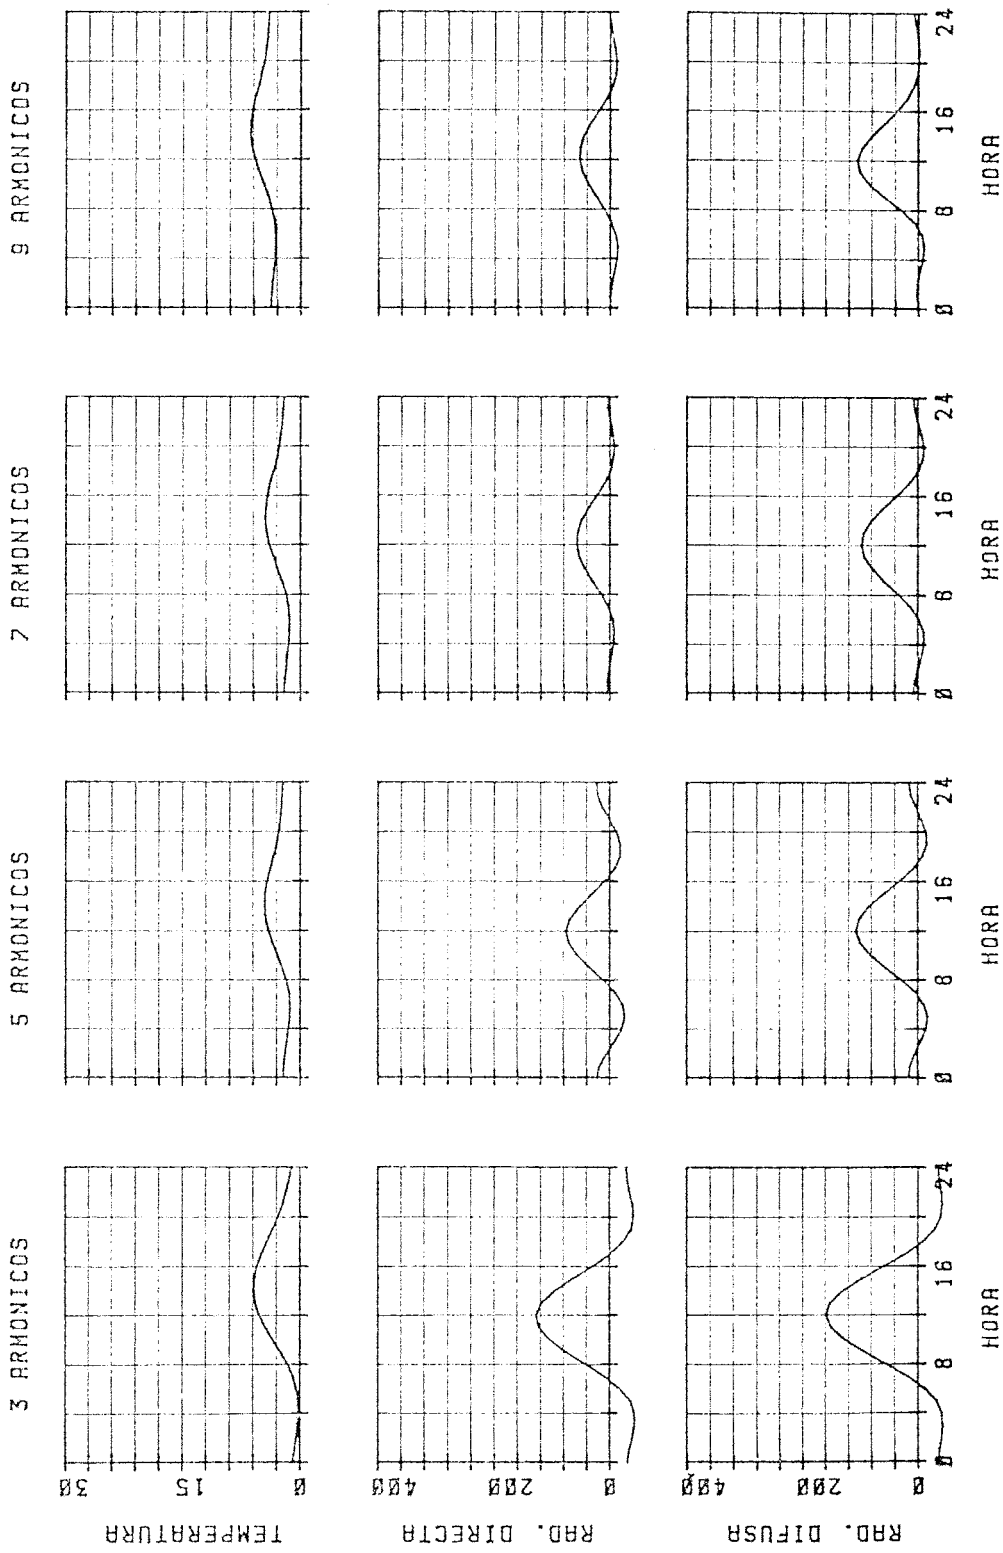 3 ARMONICOS
5 ARMONICOS
7 ARMONICOS
9 ARMONICOS
TEMPERATURA
30
15
0
RAD. DIRECTA
400
200
0
RAD. DIFUSA
400
200
0
0 8 16 24
0 8 16 24
0 8 16 24
0 8 16 24
HORA
HORA
HORA
HORA